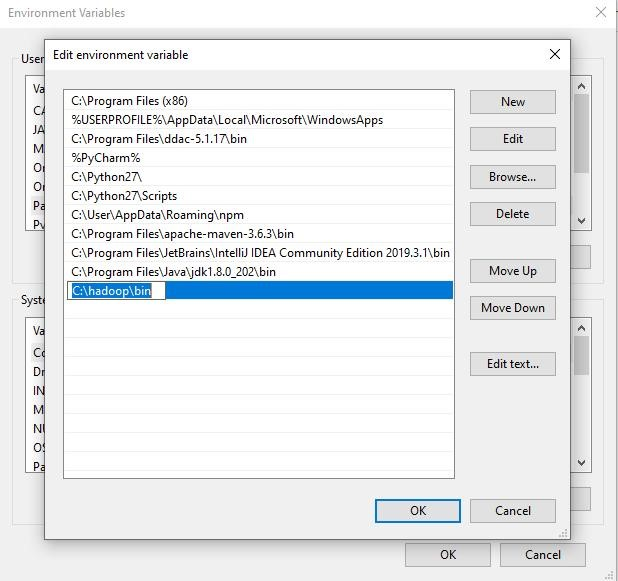 Environment Variables
Edit environment variable
User
Va
CA
JA
M
Or
Or
Pa
Py
C:\Program Files (x86)
%USERPROFILE%\AppData\Local\Microsoft\WindowsApps
C:\Program Files\ddac-5.1.17\bin
%PyCharm%
C:\Python27\
C:\Python27\Scripts
C:\User\AppData\Roaming\npm
C:\Program Files\apache-maven-3.6.3\bin
C:\Program Files\JetBrains\IntelliJ IDEA Community Edition 2019.3.1\bin
C:\Program Files\Java\jdk1.8.0_202\bin
C:\hadoop\bin
New
Edit
Browse...
Delete
Move Up
Move Down
Edit text...
Syste
Va
Co
Dr
IN
M
NU
OS
Pa
OK
Cancel
OK
Cancel